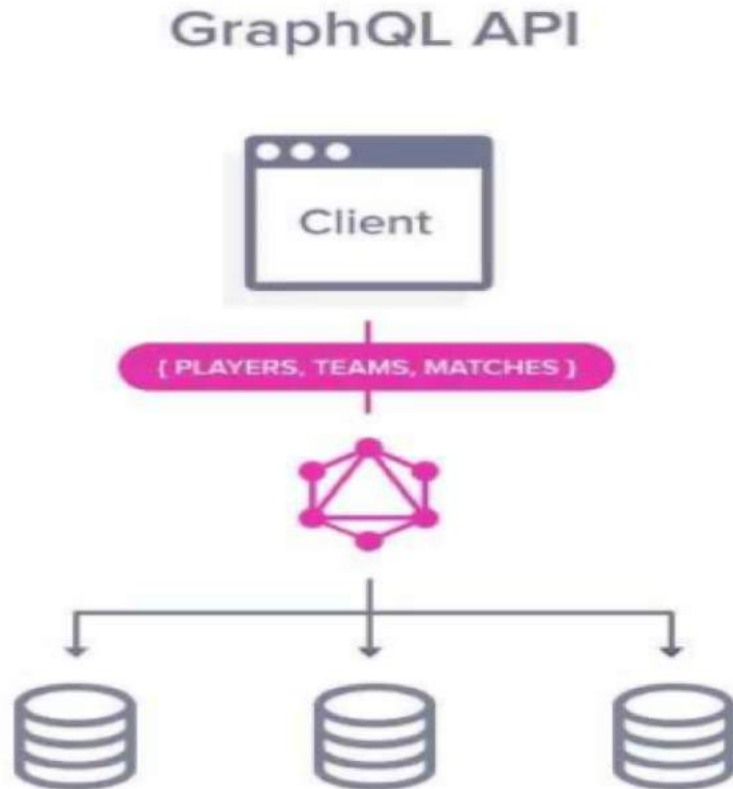 GraphQL API
Client
{ PLAYERS, TEAMS, MATCHES }